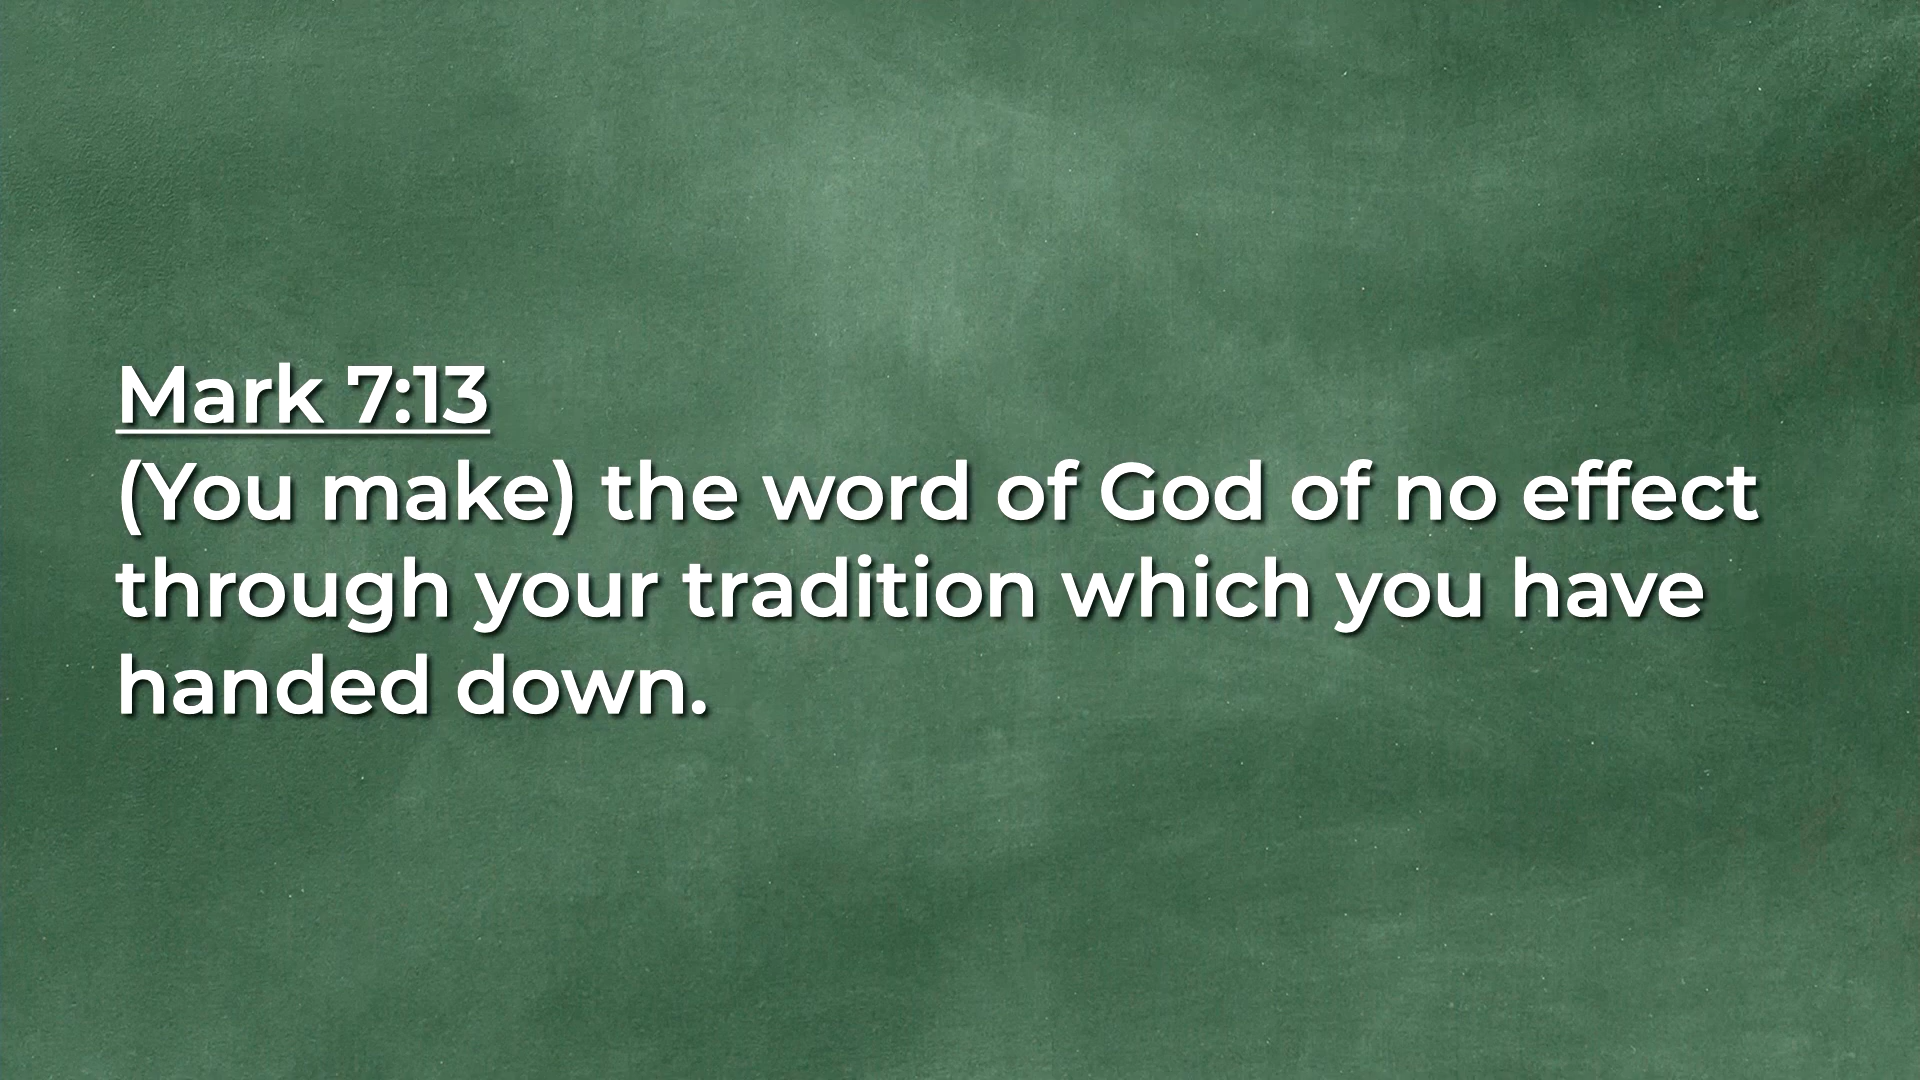 Mark 7:13
(You make) the word of God of no effect
through your tradition which you have
handed down.